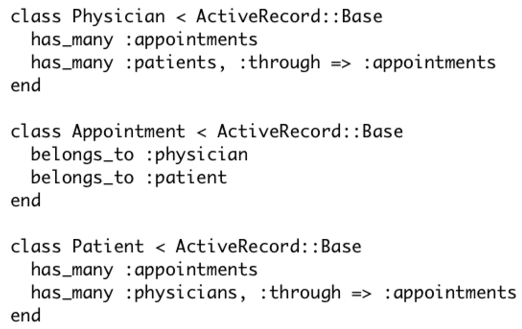 class Physician < ActiveRecord::Base
  has_many :appointments
  has_many :patients, :through => :appointments
end

class Appointment < ActiveRecord::Base
  belongs_to :physician
  belongs_to :patient
end

class Patient < ActiveRecord::Base
  has_many :appointments
  has_many :physicians, :through => :appointments
end